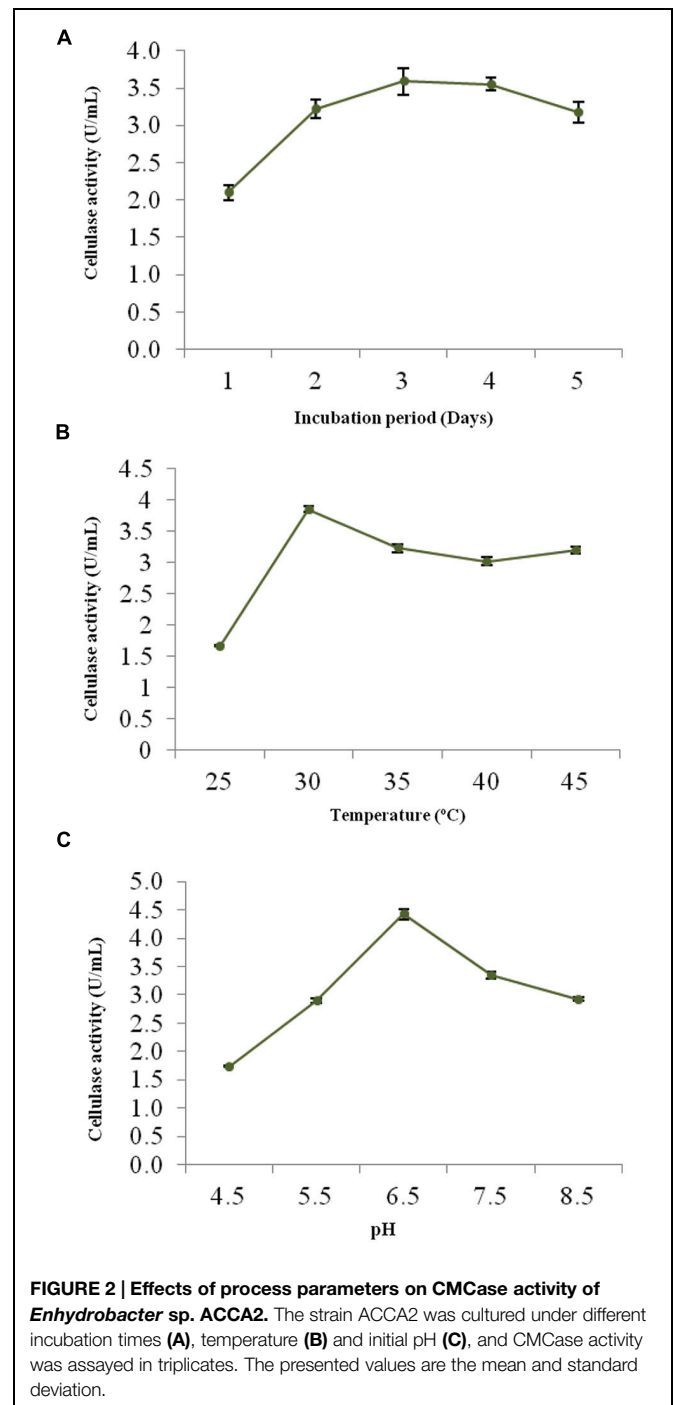 A
Cellulase activity (U/mL)
4.0
3.5
3.0
2.5
2.0
1.5
1.0
0.5
0.0
1 2 3 4 5
Incubation period (Days)
B
Cellulase activity (U/mL)
4.5
4
3.5
3
2.5
2
1.5
1
0.5
0
25 30 35 40 45
Temperature (ºC)
C
Cellulase activity (U/mL)
5.0
4.5
4.0
3.5
3.0
2.5
2.0
1.5
1.0
0.5
0.0
4.5 5.5 6.5 7.5 8.5
pH
FIGURE 2 | Effects of process parameters on CMCase activity of
Enhydrobacter sp. ACCA2. The strain ACCA2 was cultured under different
incubation times (A), temperature (B) and initial pH (C), and CMCase activity
was assayed in triplicates. The presented values are the mean and standard
deviation.